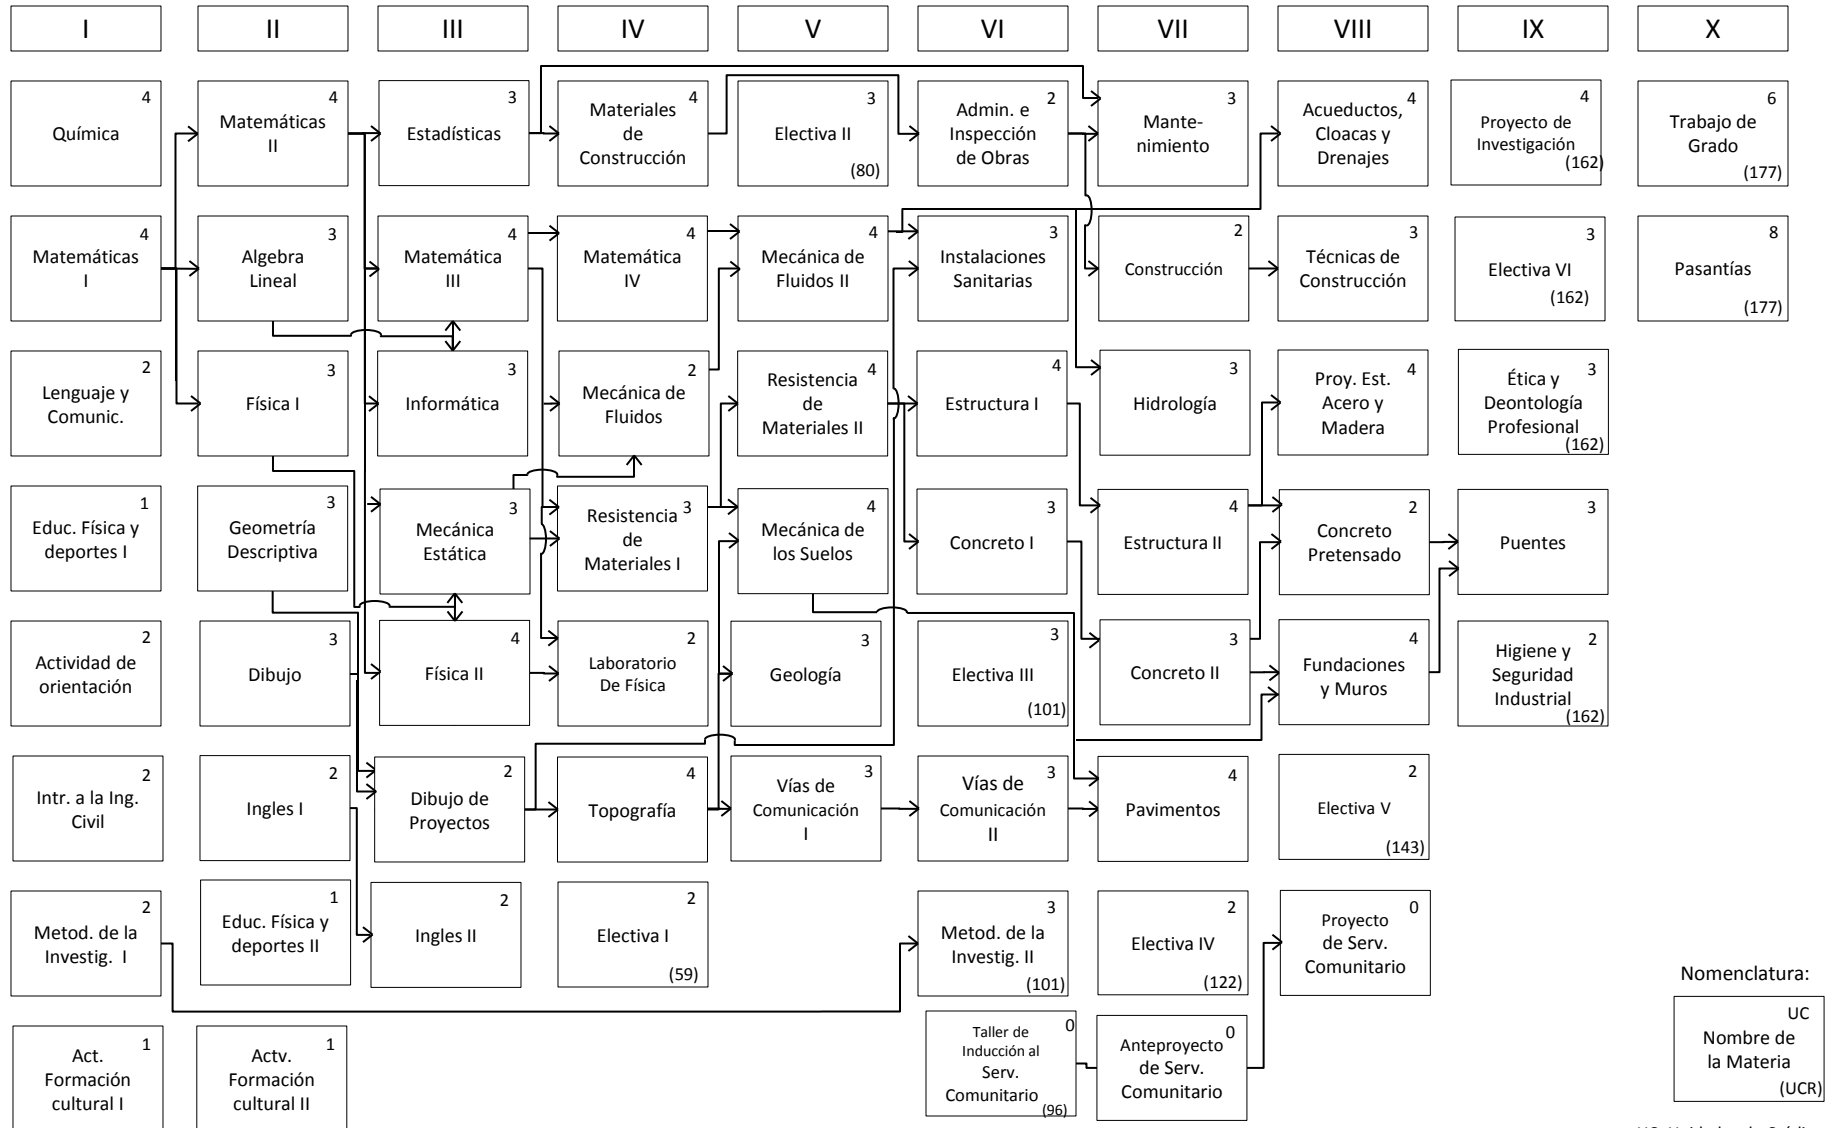 I
II
III
IV
V
VI
VII
VIII
IX
X
4
Química
4
Matemáticas
I
2
Lenguaje y
Comunic.
1
Educ. Física y
deportes I
2
Actividad de
orientación
2
Intr. a la Ing.
Civil
2
Metod. de la
Investig. I
1
Act.
Formación
cultural I
4
Matemáticas
II
3
Algebra
Lineal
3
Física I
3
Geometría
Descriptiva
3
Dibujo
2
Ingles I
1
Educ. Física y
deportes II
1
Actv.
Formación
cultural II
3
Estadísticas
4
Matemática
III
3
Informática
3
Mecánica
Estática
4
Física II
2
Dibujo de
Proyectos
2
Ingles II
4
Materiales
de
Construcción
4
Matemática
IV
2
Mecánica de
Fluidos
3
Resistencia
de
Materiales I
2
Laboratorio
De Física
4
Topografía
2
Electiva I
(59)
3
Electiva II
(80)
4
Mecánica de
Fluidos II
4
Resistencia
de
Materiales II
4
Mecánica de
los Suelos
3
Geología
3
Vías de
Comunicación
I
2
Admin. e
Inspección
de Obras
3
Instalaciones
Sanitarias
4
Estructura I
3
Concreto I
3
Electiva III
(101)
3
Vías de
Comunicación
II
3
Metod. de la
Investig. II
(101)
0
Taller de
Inducción al
Serv.
Comunitario
(96)
3
Mante-
nimiento
2
Construcción
3
Hidrología
4
Estructura II
3
Concreto II
4
Pavimentos
2
Electiva IV
(122)
0
Anteproyecto
de Serv.
Comunitario
4
Acueductos,
Cloacas y
Drenajes
3
Técnicas de
Construcción
4
Proy. Est.
Acero y
Madera
2
Concreto
Pretensado
4
Fundaciones
y Muros
2
Electiva V
(143)
0
Proyecto
de Serv.
Comunitario
4
Proyecto de
Investigación
(162)
3
Electiva VI
(162)
3
Ética y
Deontología
Profesional
(162)
3
Puentes
2
Higiene y
Seguridad
Industrial
(162)
6
Trabajo de
Grado
(177)
8
Pasantías
(177)
Nomenclatura:
UC
Nombre de
la Materia
(UCR)